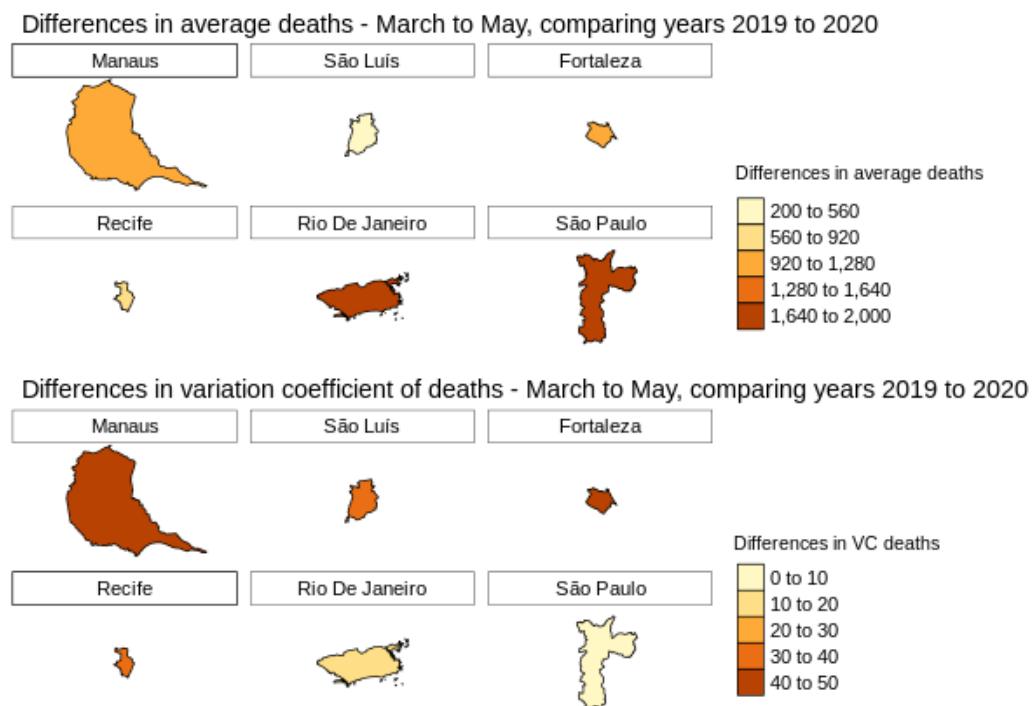 Differences in average deaths - March to May, comparing years 2019 to 2020
Manaus
São Luís
Fortaleza
Recife
Rio De Janeiro
São Paulo
Differences in average deaths
200 to 560
560 to 920
920 to 1,280
1,280 to 1,640
1,640 to 2,000
Differences in variation coefficient of deaths - March to May, comparing years 2019 to 2020
Manaus
São Luís
Fortaleza
Recife
Rio De Janeiro
São Paulo
Differences in VC deaths
0 to 10
10 to 20
20 to 30
30 to 40
40 to 50